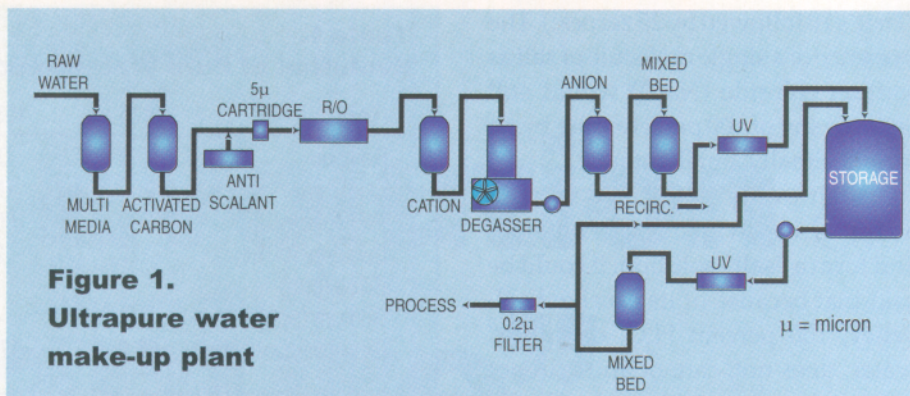 RAW
WATER
5µ
CARTRIDGE
R/O
ANION
MIXED
BED
UV
STORAGE
MULTI
MEDIA
ACTIVATED
CARBON
ANTI
SCALANT
CATION
DEGASSER
RECIRC.
UV
PROCESS
0.2µ
FILTER
MIXED
BED
µ = micron
Figure 1.
Ultrapure water
make-up plant